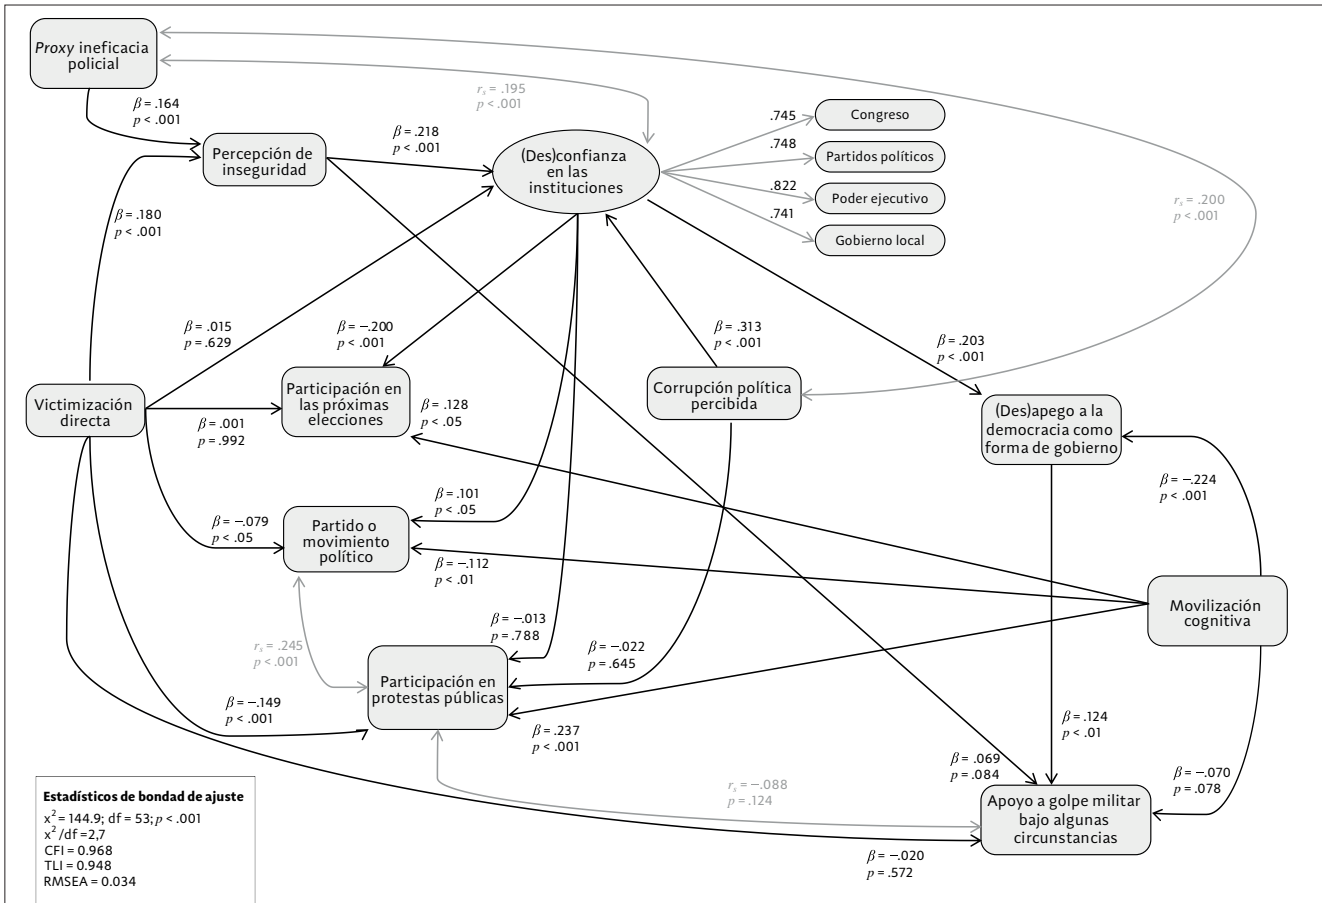 Proxy ineficacia
policial
β = .164
p < .001
rₛ = .195
p < .001
.745
Congreso
.748
Partidos políticos
.822
Poder ejecutivo
.741
Gobierno local
Percepción de
inseguridad
β = .218
p < .001
(Des)confianza
en las
instituciones
rₛ = .200
p < .001
β = .180
p < .001
β = .015
p = .629
β = −.200
p < .001
β = .313
p < .001
β = .203
p < .001
Victimización
directa
β = .001
p = .992
Participación en
las próximas
elecciones
β = .128
p < .05
Corrupción política
percibida
(Des)apego a la
democracia como
forma de gobierno
β = −.224
p < .001
β = −.079
p < .05
Partido o
movimiento
político
β = .101
p < .05
β = −.112
p < .01
Movilización
cognitiva
rₛ = .245
p < .001
β = −.013
p = .788
β = −.022
p = .645
Participación en
protestas públicas
β = −.149
p < .001
β = .237
p < .001
β = .124
p < .01
β = .069
p = .084
β = −.070
p = .078
rₛ = −.088
p = .124
Apoyo a golpe militar
bajo algunas
circunstancias
β = −.020
p = .572
Estadísticos de bondad de ajuste
x² = 144.9; df = 53; p < .001
x² /df =2,7
CFI = 0.968
TLI = 0.948
RMSEA = 0.034